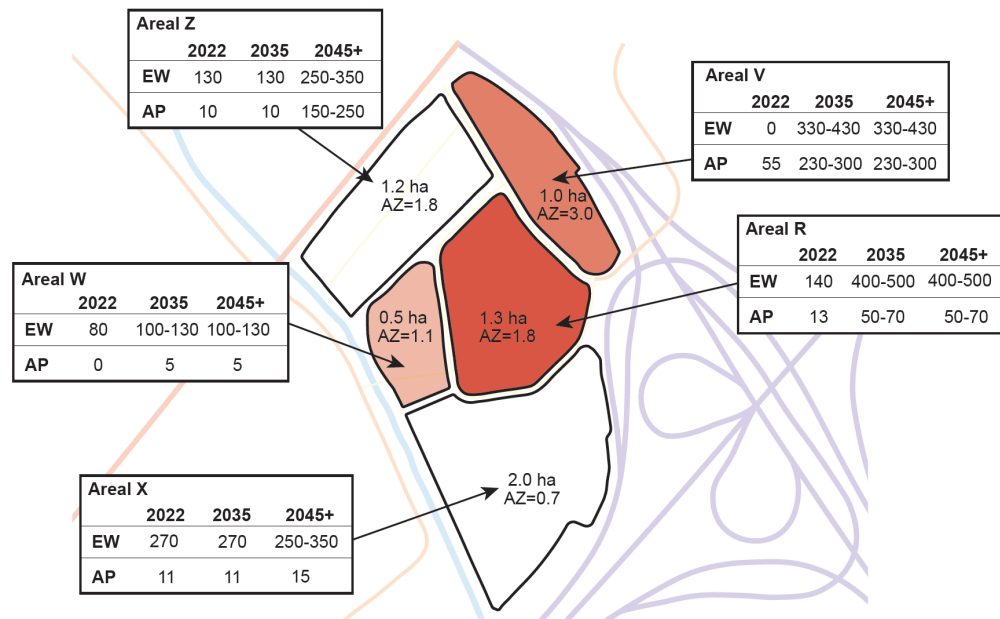 Areal Z
2022 2035 2045+
EW 130 130 250-350
AP 10 10 150-250
Areal V
2022 2035 2045+
EW 0 330-430 330-430
AP 55 230-300 230-300
1.2 ha
AZ=1.8
1.0 ha
AZ=3.0
Areal R
2022 2035 2045+
EW 140 400-500 400-500
AP 13 50-70 50-70
Areal W
2022 2035 2045+
EW 80 100-130 100-130
AP 0 5 5
0.5 ha
AZ=1.1
1.3 ha
AZ=1.8
Areal X
2022 2035 2045+
EW 270 270 250-350
AP 11 11 15
2.0 ha
AZ=0.7